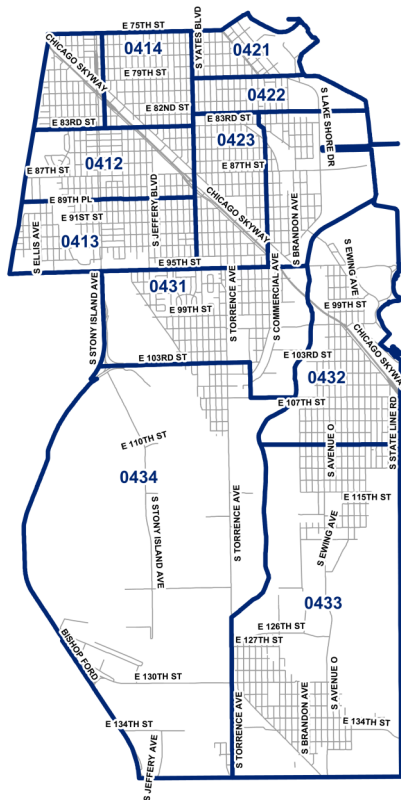 E 75TH ST
S YATES BLVD
0414
0421
CHICAGO SKYWAY
E 79TH ST
0422
S LAKE SHORE DR
E 82ND ST
E 83RD ST
E 83RD ST
0423
0412
E 87TH ST
E 87TH ST
S JEFFERY BLVD
CHICAGO SKYWAY
S BRANDON AVE
E 89TH PL
E 91ST ST
S ELLIS AVE
0413
S EWING AVE
E 95TH ST
0431
S STONY ISLAND AVE
S TORRENCE AVE
S COMMERCIAL AVE
E 99TH ST
E 99TH ST
CHICAGO SKYWA
E 103RD ST
E 103RD ST
0432
E 107TH ST
S STATE LINE RD
S AVENUE O
E 110TH ST
0434
S STONY ISLAND AVE
S TORRENCE AVE
E 115TH ST
S EWING AVE
0433
E 126TH ST
E 127TH ST
BISHOP FORD
E 130TH ST
S TORRENCE AVE
S BRANDON AVE
S AVENUE O
E 134TH ST
E 134TH ST
S JEFFERY AVE